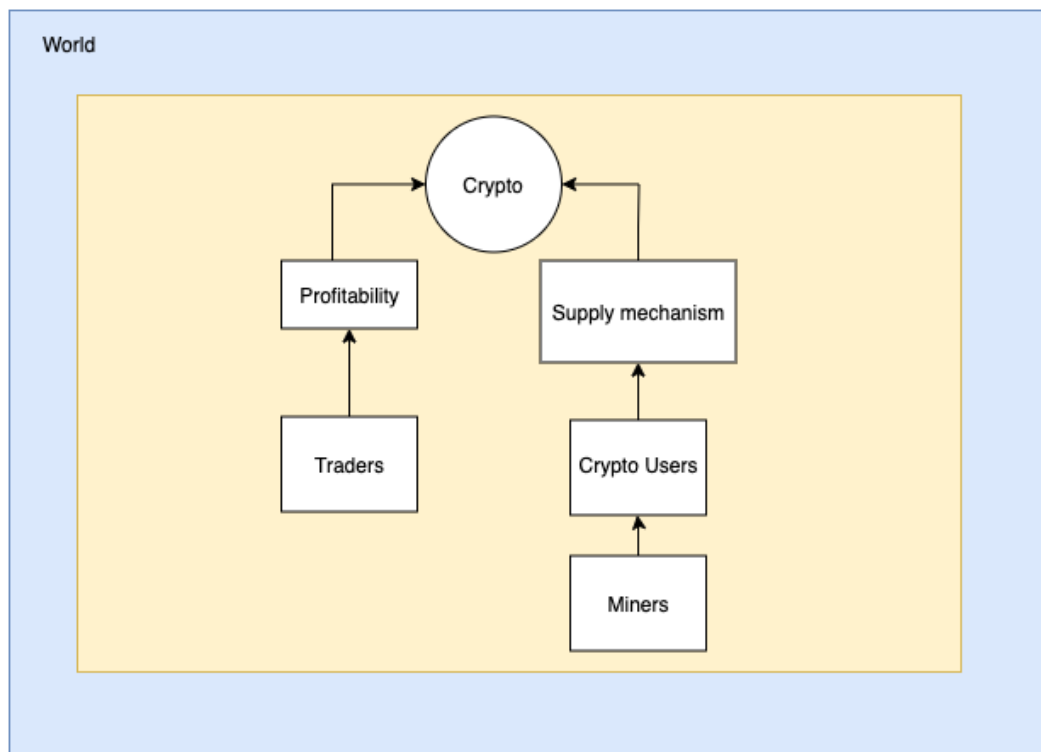 World
Crypto
Profitability
Supply mechanism
Traders
Crypto Users
Miners